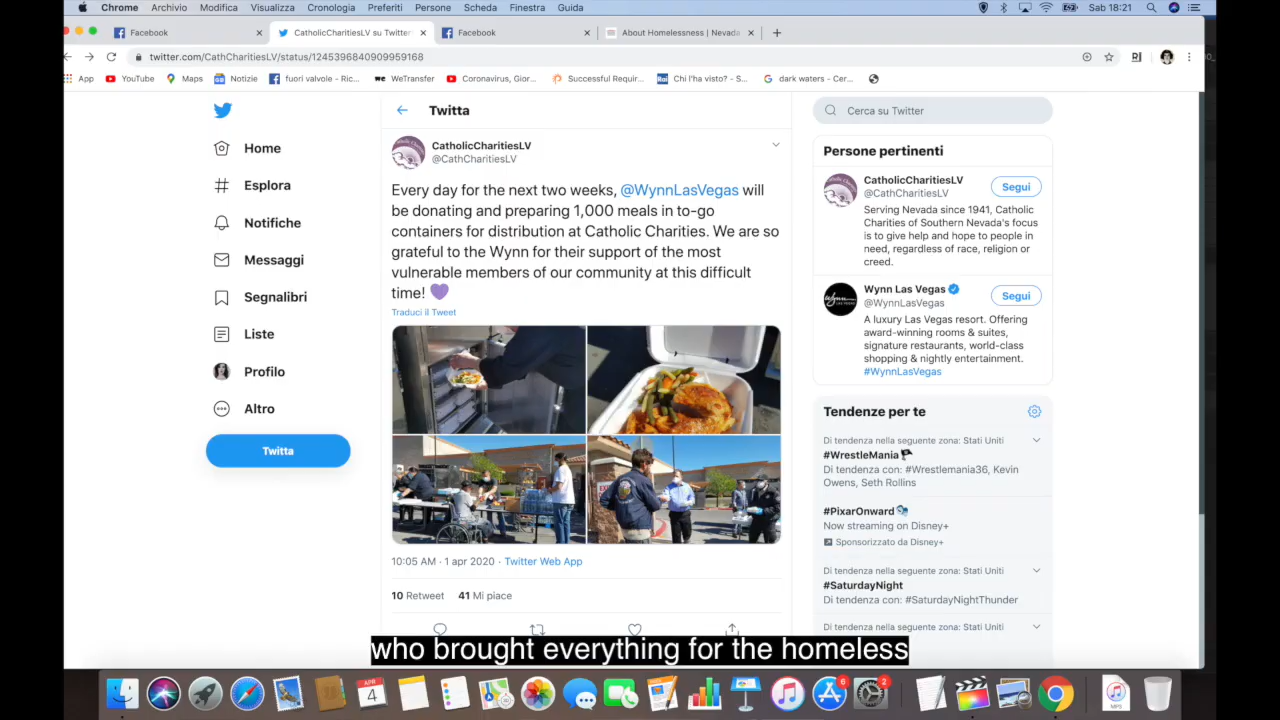 Chrome Archivio Modifica Visualizza Cronologia Preferiti Persone Scheda Finestra Guida Sab 18:21
Facebook CatholicCharitiesLV su Twitter Facebook About Homelessness | Nevada
twitter.com/CathCharitiesLV/status/1245396840909959168
App YouTube Maps Notizie fuori valvole - Ric... WeTransfer Coronavirus, Gior... Successful Requir... Chi l'ha visto? - S... dark waters - Cer...
Home
Esplora
Notifiche
Messaggi
Segnalibri
Liste
Profilo
Altro
Twitta
Twitta
CatholicCharitiesLV
@CathCharitiesLV
Every day for the next two weeks, @WynnLasVegas will
be donating and preparing 1,000 meals in to-go
containers for distribution at Catholic Charities. We are so
grateful to the Wynn for their support of the most
vulnerable members of our community at this difficult
time! 💜
Traduci il Tweet
10:05 AM · 1 apr 2020 · Twitter Web App
10 Retweet 41 Mi piace
Cerca su Twitter
Persone pertinenti
CatholicCharitiesLV
@CathCharitiesLV
Segui
Serving Nevada since 1941, Catholic
Charities of Southern Nevada's focus
is to give help and hope to people in
need, regardless of race, religion or
creed.
Wynn Las Vegas
@WynnLasVegas
Segui
A luxury Las Vegas resort. Offering
award-winning rooms & suites,
signature restaurants, world-class
shopping & nightly entertainment.
#WynnLasVegas
Tendenze per te
Di tendenza nella seguente zona: Stati Uniti
#WrestleMania
Di tendenza con: #Wrestlemania36, Kevin
Owens, Seth Rollins
#PixarOnward
Now streaming on Disney+
Sponsorizzato da Disney+
Di tendenza nella seguente zona: Stati Uniti
#SaturdayNight
Di tendenza con: #SaturdayNightThunder
Di tendenza nella seguente zona: Stati Uniti
who brought everything for the homeless
APR
4
6
2